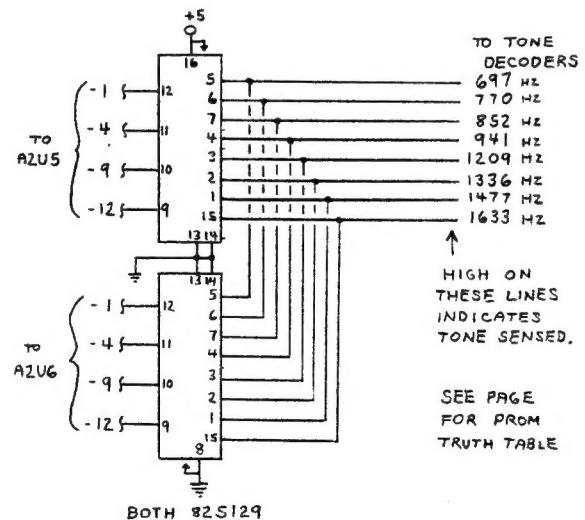 +5
16
TO TONE
DECODERS
5 697 HZ
-1 12
6 770 HZ
7 852 HZ
-4 11
4 941 HZ
TO
A2U5
3 1209 HZ
-9 10
2 1336 HZ
1 1477 HZ
-12 9
15 1633 HZ
13 14
13 14
HIGH ON
THESE LINES
INDICATES
TONE SENSED.
5
-1 12
6
7
-4 11
4
TO
A2U6
3
-9 10
2
1
-12 9
15
8
SEE PAGE
FOR PROM
TRUTH TABLE
BOTH 82S129